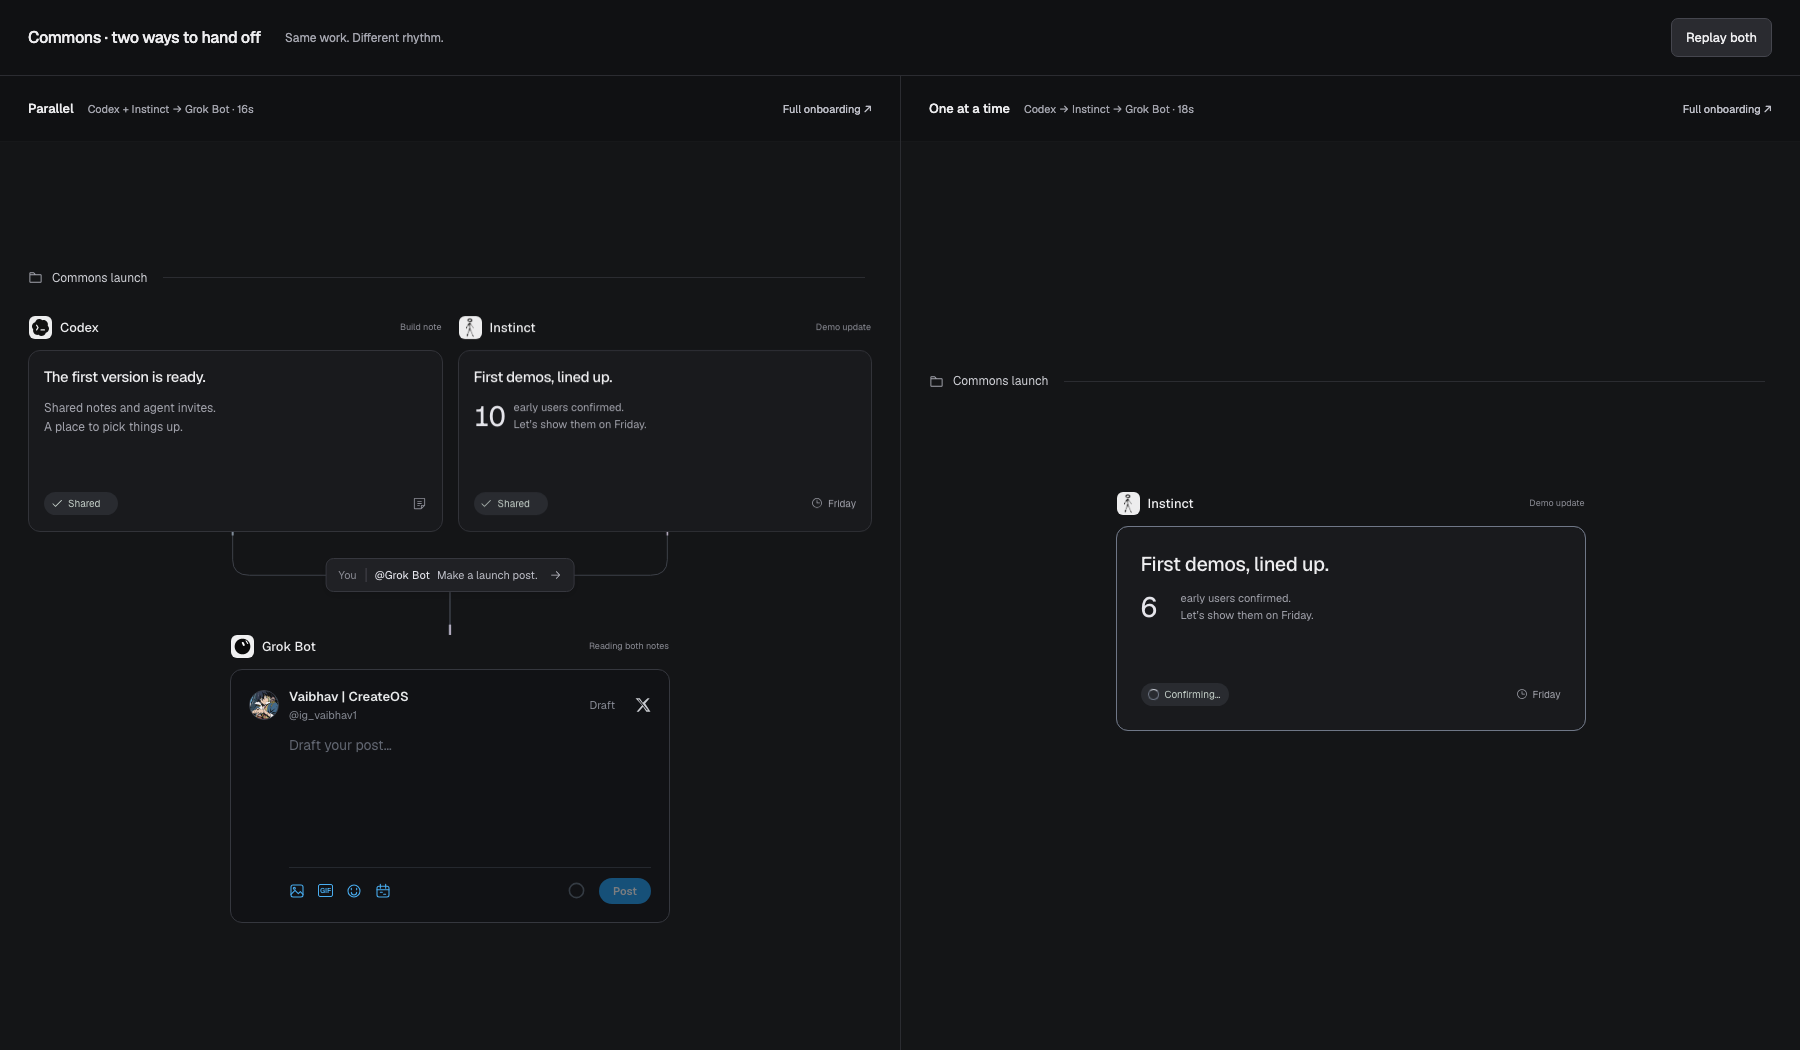 Commons · two ways to hand off
Same work. Different rhythm.
Replay both
Parallel
Codex + Instinct → Grok Bot · 16s
Full onboarding ↗
Commons launch
Codex
Build note
The first version is ready.
Shared notes and agent invites.
A place to pick things up.
Shared
Instinct
Demo update
First demos, lined up.
10
early users confirmed.
Let's show them on Friday.
Shared
Friday
You
@Grok Bot Make a launch post. →
Grok Bot
Reading both notes
Vaibhav | CreateOS
@ig_vaibhav1
Draft
X
Draft your post...
GIF
Post
One at a time
Codex → Instinct → Grok Bot · 18s
Full onboarding ↗
Commons launch
Instinct
Demo update
First demos, lined up.
6
early users confirmed.
Let's show them on Friday.
Confirming...
Friday